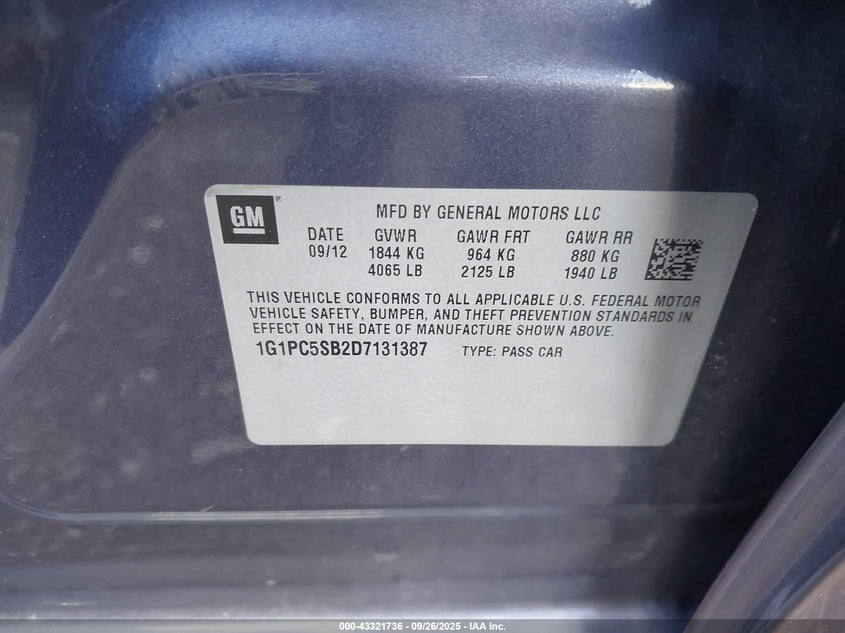 GM® MFD BY GENERAL MOTORS LLC
DATE GVWR GAWR FRT GAWR RR
09/12 1844 KG 964 KG 880 KG
4065 LB 2125 LB 1940 LB
THIS VEHICLE CONFORMS TO ALL APPLICABLE U.S. FEDERAL MOTOR
VEHICLE SAFETY, BUMPER, AND THEFT PREVENTION STANDARDS IN
EFFECT ON THE DATE OF MANUFACTURE SHOWN ABOVE.
1G1PC5SB2D7131387 TYPE: PASS CAR
000-43321736 - 09/26/2025 - IAA Inc.